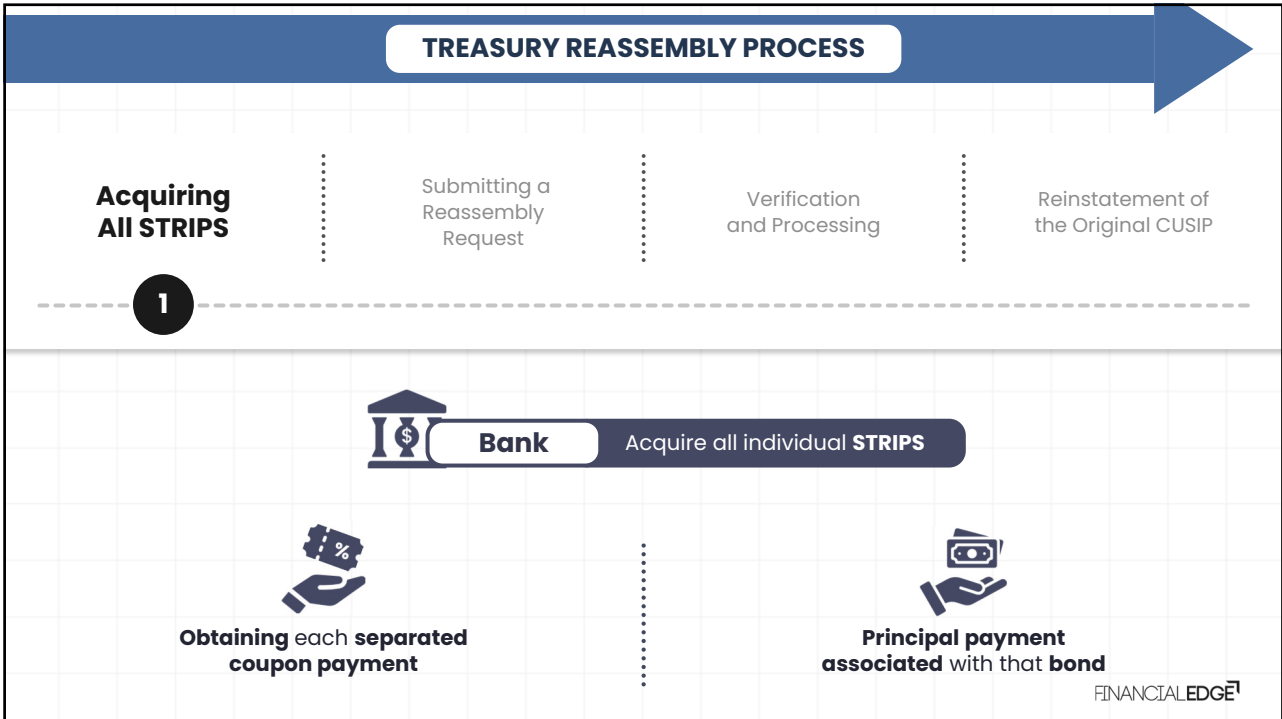 TREASURY REASSEMBLY PROCESS
Acquiring
All STRIPS
Submitting a
Reassembly
Request
Verification
and Processing
Reinstatement of
the Original CUSIP
1
$
Bank
Acquire all individual STRIPS
%
Obtaining each separated
coupon payment
Principal payment
associated with that bond
FINANCIALEDGE